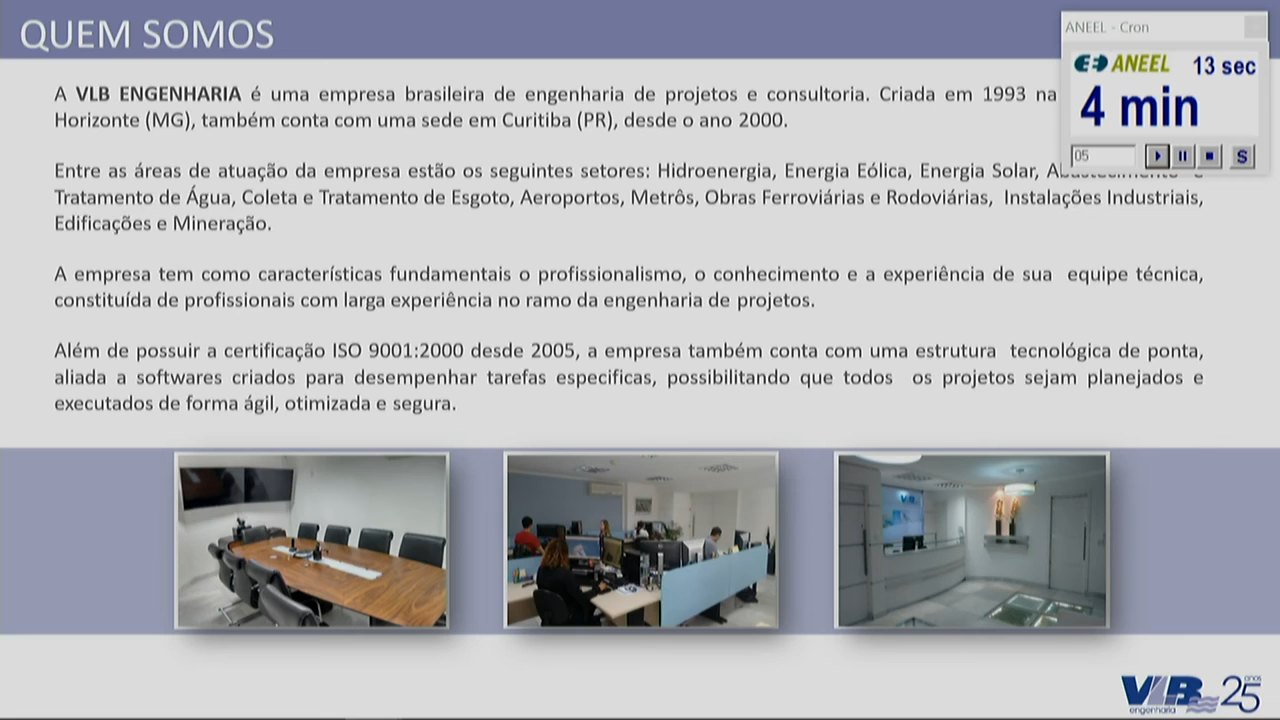 QUEM SOMOS
ANEEL - Cron
ANEEL 13 sec
4 min
05
S
A VLB ENGENHARIA é uma empresa brasileira de engenharia de projetos e consultoria. Criada em 1993 na
Horizonte (MG), também conta com uma sede em Curitiba (PR), desde o ano 2000.
Entre as áreas de atuação da empresa estão os seguintes setores: Hidroenergia, Energia Eólica, Energia Solar, Abastecimento e
Tratamento de Água, Coleta e Tratamento de Esgoto, Aeroportos, Metrôs, Obras Ferroviárias e Rodoviárias, Instalações Industriais,
Edificações e Mineração.
A empresa tem como características fundamentais o profissionalismo, o conhecimento e a experiência de sua equipe técnica,
constituída de profissionais com larga experiência no ramo da engenharia de projetos.
Além de possuir a certificação ISO 9001:2000 desde 2005, a empresa também conta com uma estrutura tecnológica de ponta,
aliada a softwares criados para desempenhar tarefas especificas, possibilitando que todos os projetos sejam planejados e
executados de forma ágil, otimizada e segura.
VLB
VLB 25 anos
engenharia